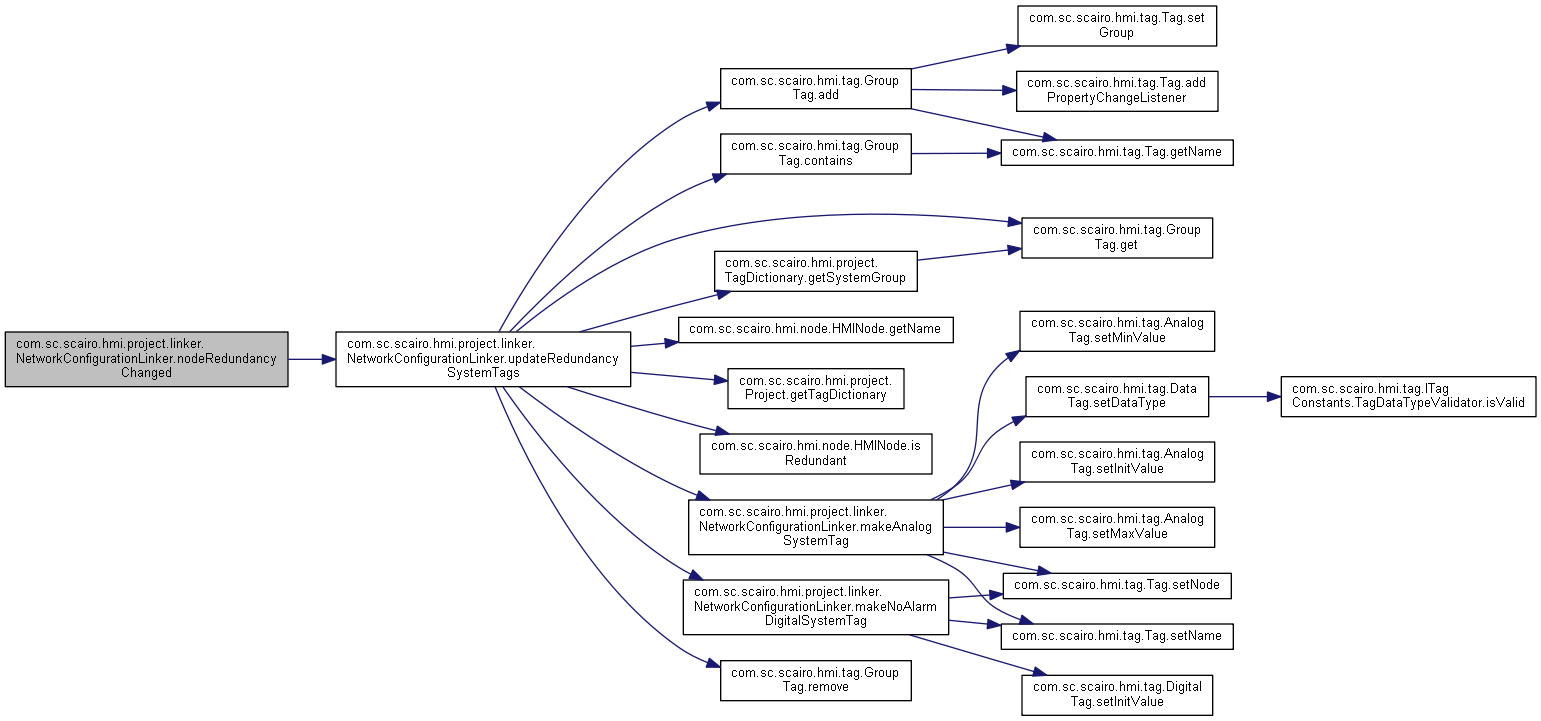 com.sc.scairo.hmi.project.linker.
NetworkConfigurationLinker.nodeRedundancy
Changed
com.sc.scairo.hmi.project.linker.
NetworkConfigurationLinker.updateRedundancy
SystemTags
com.sc.scairo.hmi.tag.Group
Tag.add
com.sc.scairo.hmi.tag.Group
Tag.contains
com.sc.scairo.hmi.project.
TagDictionary.getSystemGroup
com.sc.scairo.hmi.node.HMINode.getName
com.sc.scairo.hmi.project.
Project.getTagDictionary
com.sc.scairo.hmi.node.HMINode.is
Redundant
com.sc.scairo.hmi.project.linker.
NetworkConfigurationLinker.makeAnalog
SystemTag
com.sc.scairo.hmi.project.linker.
NetworkConfigurationLinker.makeNoAlarm
DigitalSystemTag
com.sc.scairo.hmi.tag.Group
Tag.remove
com.sc.scairo.hmi.tag.Tag.set
Group
com.sc.scairo.hmi.tag.Tag.add
PropertyChangeListener
com.sc.scairo.hmi.tag.Tag.getName
com.sc.scairo.hmi.tag.Group
Tag.get
com.sc.scairo.hmi.tag.Analog
Tag.setMinValue
com.sc.scairo.hmi.tag.Data
Tag.setDataType
com.sc.scairo.hmi.tag.Analog
Tag.setInitValue
com.sc.scairo.hmi.tag.Analog
Tag.setMaxValue
com.sc.scairo.hmi.tag.Tag.setNode
com.sc.scairo.hmi.tag.Tag.setName
com.sc.scairo.hmi.tag.Digital
Tag.setInitValue
com.sc.scairo.hmi.tag.ITag
Constants.TagDataTypeValidator.isValid